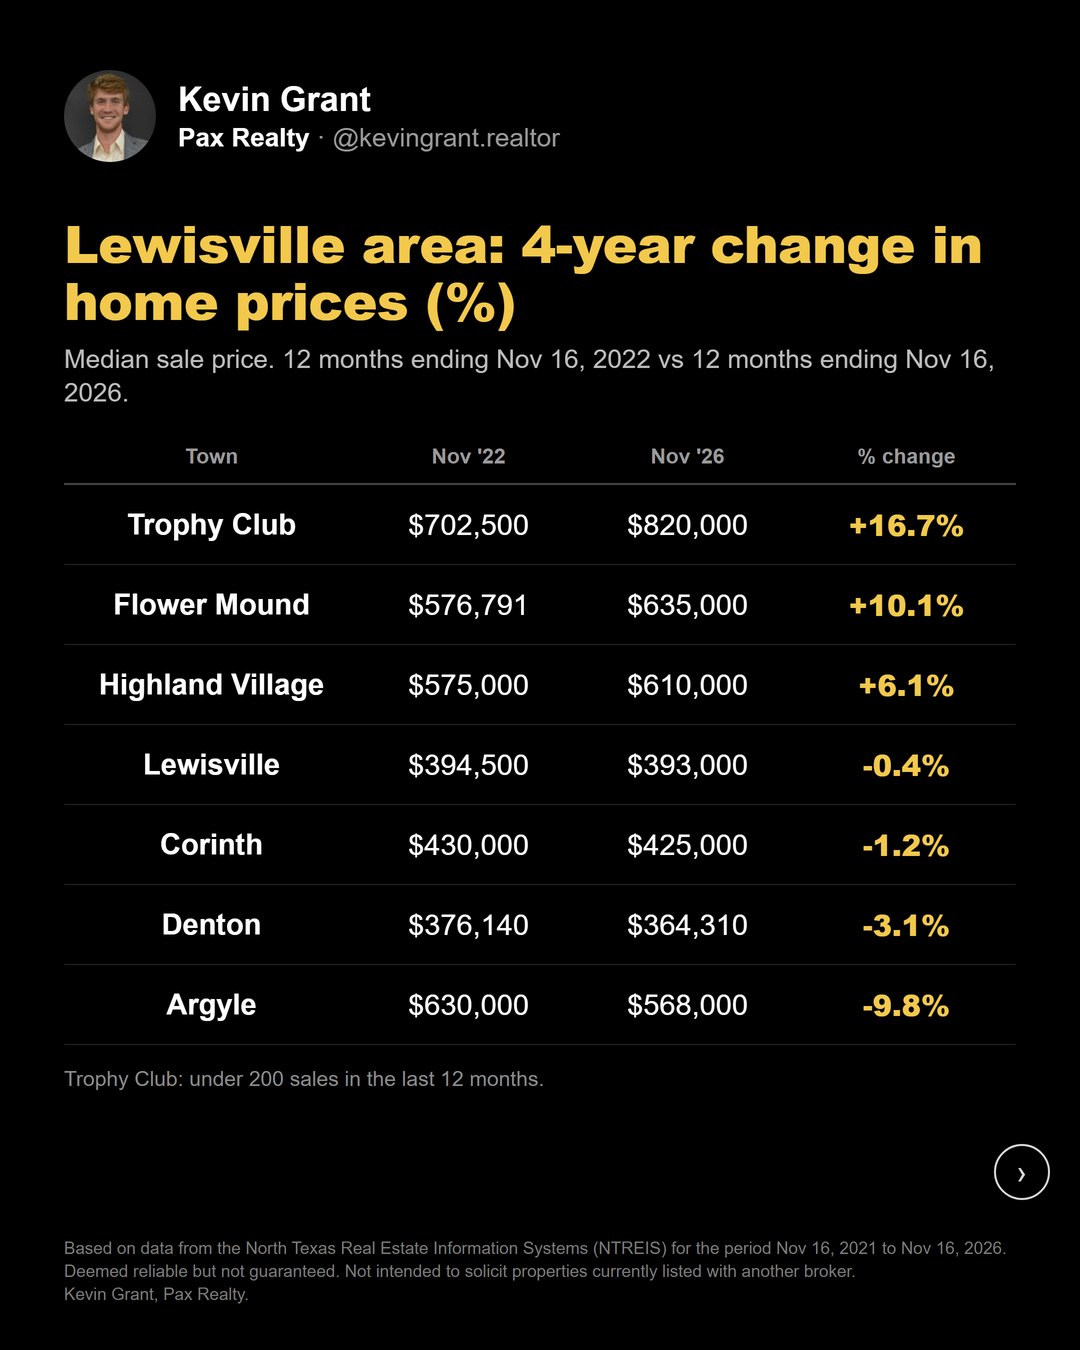 Kevin Grant
Pax Realty · @kevingrant.realtor
Lewisville area: 4-year change in
home prices (%)
Median sale price. 12 months ending Nov 16, 2022 vs 12 months ending Nov 16,
2026.
Town Nov '22 Nov '26 % change
Trophy Club $702,500 $820,000 +16.7%
Flower Mound $576,791 $635,000 +10.1%
Highland Village $575,000 $610,000 +6.1%
Lewisville $394,500 $393,000 -0.4%
Corinth $430,000 $425,000 -1.2%
Denton $376,140 $364,310 -3.1%
Argyle $630,000 $568,000 -9.8%
Trophy Club: under 200 sales in the last 12 months.
›
Based on data from the North Texas Real Estate Information Systems (NTREIS) for the period Nov 16, 2021 to Nov 16, 2026.
Deemed reliable but not guaranteed. Not intended to solicit properties currently listed with another broker.
Kevin Grant, Pax Realty.